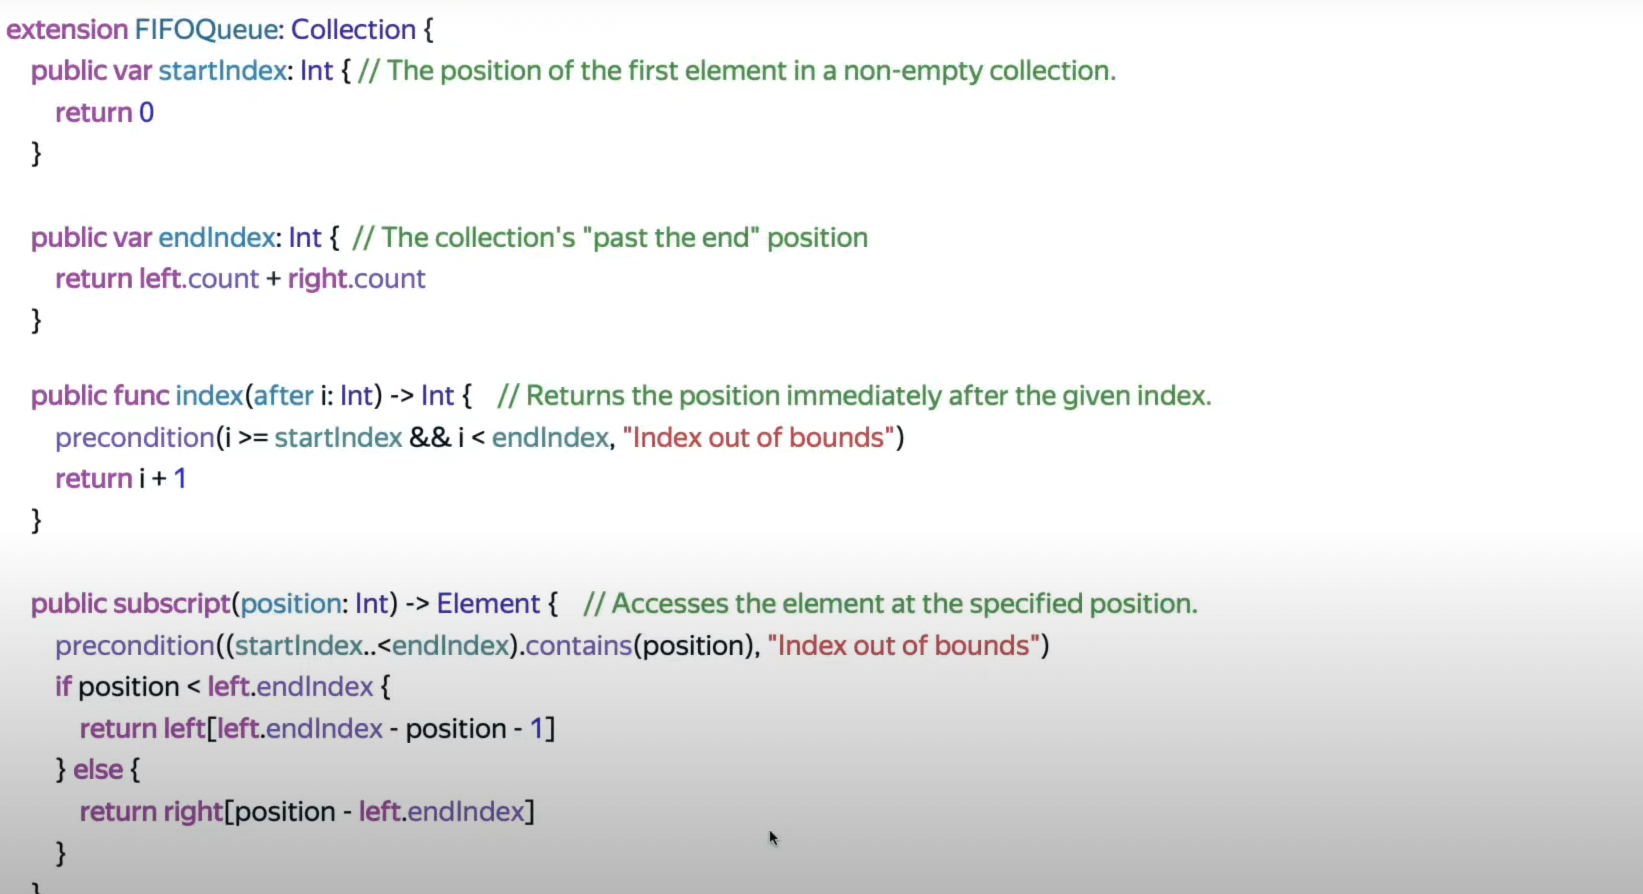 extension FIFOQueue: Collection {
public var startIndex: Int { // The position of the first element in a non-empty collection.
return 0
}
public var endIndex: Int { // The collection's "past the end" position
return left.count + right.count
}
public func index(after i: Int) -> Int { // Returns the position immediately after the given index.
precondition(i >= startIndex && i < endIndex, "Index out of bounds")
return i + 1
}
public subscript(position: Int) -> Element { // Accesses the element at the specified position.
precondition((startIndex..<endIndex).contains(position), "Index out of bounds")
if position < left.endIndex {
return left[left.endIndex - position - 1]
} else {
return right[position - left.endIndex]
}
}